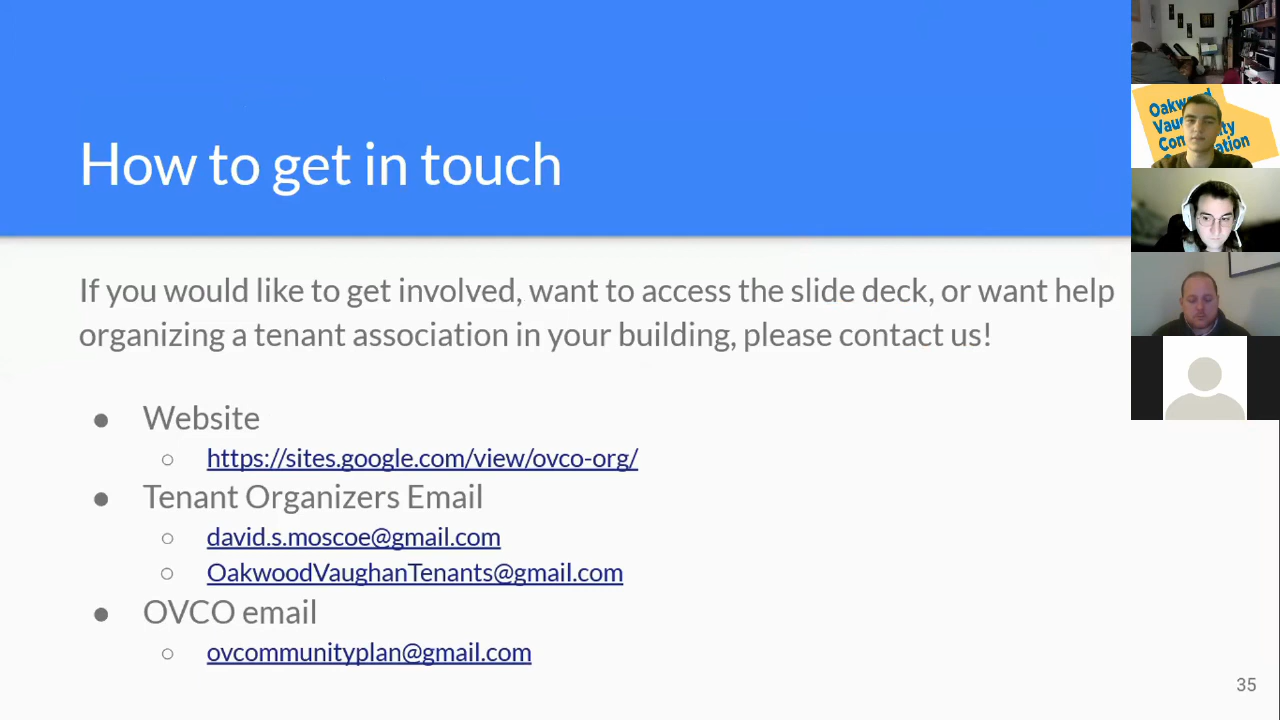 How to get in touch
If you would like to get involved, want to access the slide deck, or want help
organizing a tenant association in your building, please contact us!
● Website
○ https://sites.google.com/view/ovco-org/
● Tenant Organizers Email
○ david.s.moscoe@gmail.com
○ OakwoodVaughanTenants@gmail.com
● OVCO email
○ ovcommunityplan@gmail.com
35